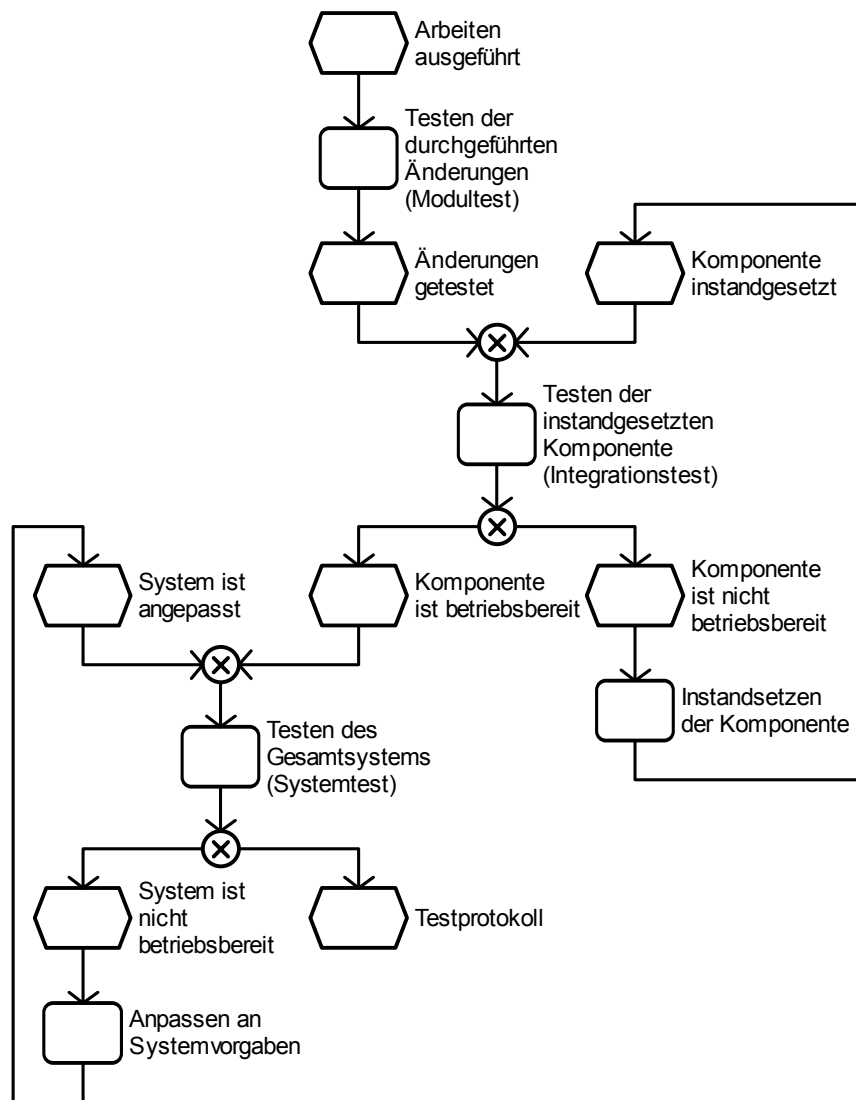 Arbeiten
ausgeführt
Testen der
durchgeführten
Änderungen
(Modultest)
Änderungen
getestet
Komponente
instandgesetzt
Testen der
instandgesetzten
Komponente
(Integrationstest)
System ist
angepasst
Komponente
ist betriebsbereit
Komponente
ist nicht
betriebsbereit
Instandsetzen
der Komponente
Testen des
Gesamtsystems
(Systemtest)
System ist
nicht
betriebsbereit
Testprotokoll
Anpassen an
Systemvorgaben